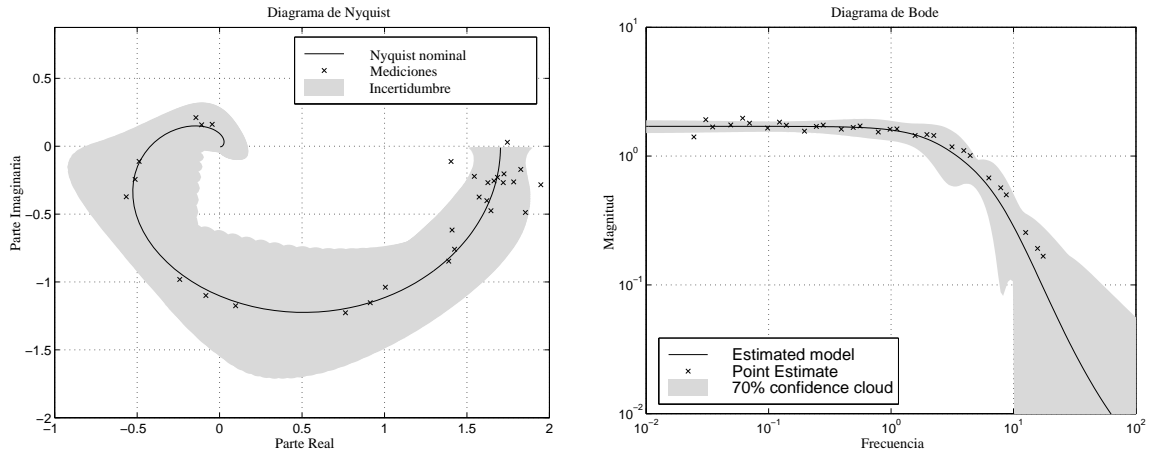 Diagrama de Nyquist
Nyquist nominal
Mediciones
Incertidumbre
0.5
0
−0.5
−1
−1.5
−2
−1
−0.5
0
0.5
1
1.5
2
Parte Real
Parte Imaginaria
Diagrama de Bode
10^1
10^0
10^−1
10^−2
Magnitud
Estimated model
Point Estimate
70% confidence cloud
10^−2
10^−1
10^0
10^1
10^2
Frecuencia